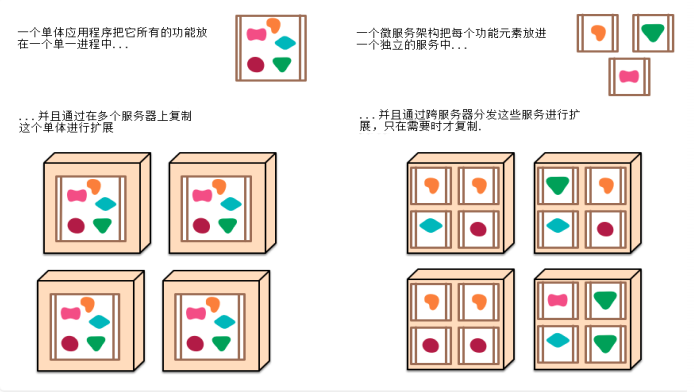 一个单体应用程序把它所有的功能放
在一个单一进程中...
...并且通过在多个服务器上复制
这个单体进行扩展
一个微服务架构把每个功能元素放进
一个独立的服务中...
...并且通过跨服务器分发这些服务进行扩
展，只在需要时才复制.